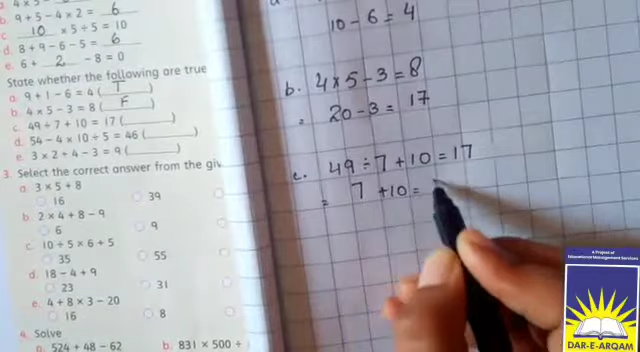 4 × 5 -
b. 9 + 5 - 4 × 2 = 6
c. 10 × 5 ÷ 5 = 10
d. 8 + 9 - 6 - 5 = 6
e. 6 + 2 - 8 = 0
State whether the following are true
a. 9 + 1 - 6 = 4 ( T )
b. 4 × 5 - 3 = 8 ( F )
c. 49 ÷ 7 + 10 = 17 ( )
d. 54 - 4 × 10 ÷ 5 = 46 ( )
e. 3 × 2 + 4 - 3 = 9 ( )
3. Select the correct answer from the giv
a. 3 × 5 + 8
16 39
b. 2 × 4 + 8 - 9
6 9
c. 10 ÷ 5 × 6 + 5
35 55
d. 18 - 4 + 9
23 31
e. 4 + 8 × 3 - 20
16 8
4. Solve
a. 524 + 48 - 62 b. 831 × 500 ÷
10 - 6 = 4
b. 4 × 5 - 3 = 8
= 20 - 3 = 17
c. 49 ÷ 7 + 10 = 17
= 7 + 10 =
A Project of
Educational Management Services
DAR-E-ARQAM